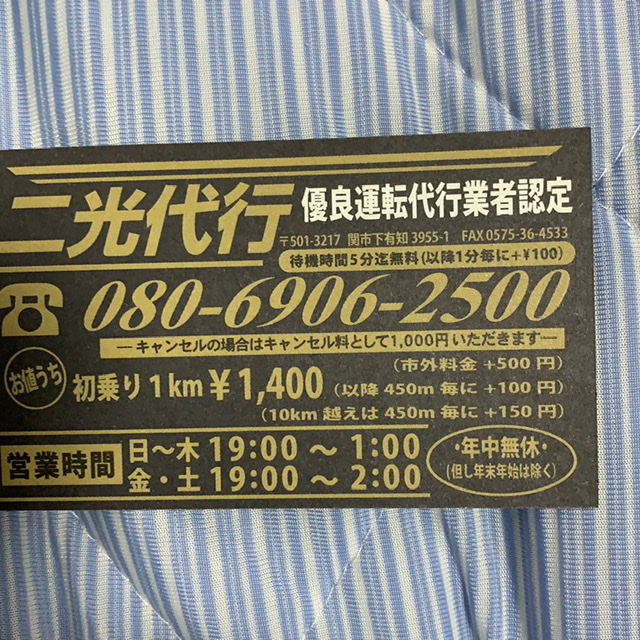 二光代行
優良運転代行業者認定
〒501-3217 関市下有知 3955-1 FAX 0575-36-4533
待機時間5分迄無料(以降1分毎に+¥100)
080-6906-2500
キャンセルの場合はキャンセル料として1,000円いただきます
お値うち
初乗り1km¥1,400
(市外料金 +500 円)
(以降 450m 毎に +100 円)
(10km 越えは 450m 毎に +150 円)
営業時間
日〜木 19:00 〜 1:00
金・土 19:00 〜 2:00
・年中無休・
(但し年末年始は除く)